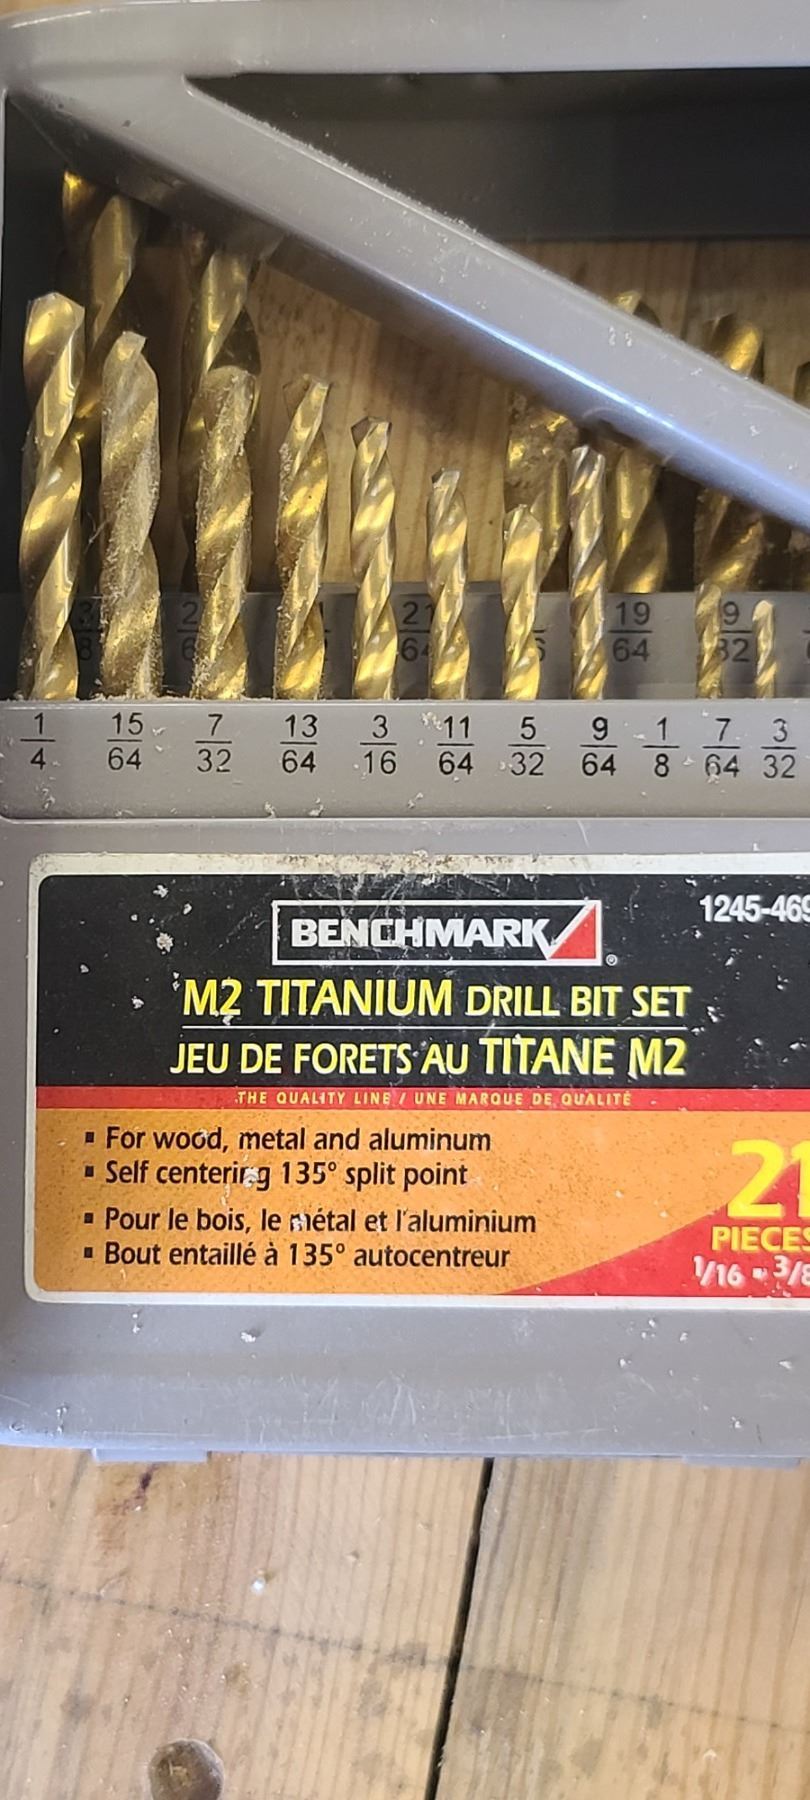 21
64
19
64
9
32
1/4 15/64 7/32 13/64 3/16 11/64 5/32 9/64 1/8 7/64 3/32
BENCHMARK ®
M2 TITANIUM DRILL BIT SET
JEU DE FORETS AU TITANE M2
THE QUALITY LINE / UNE MARQUE DE QUALITÉ
▪ For wood, metal and aluminum
▪ Self centering 135° split point
▪ Pour le bois, le métal et l'aluminium
▪ Bout entaillé à 135° autocentreur
1245-469
21
PIECES
1/16 - 3/8